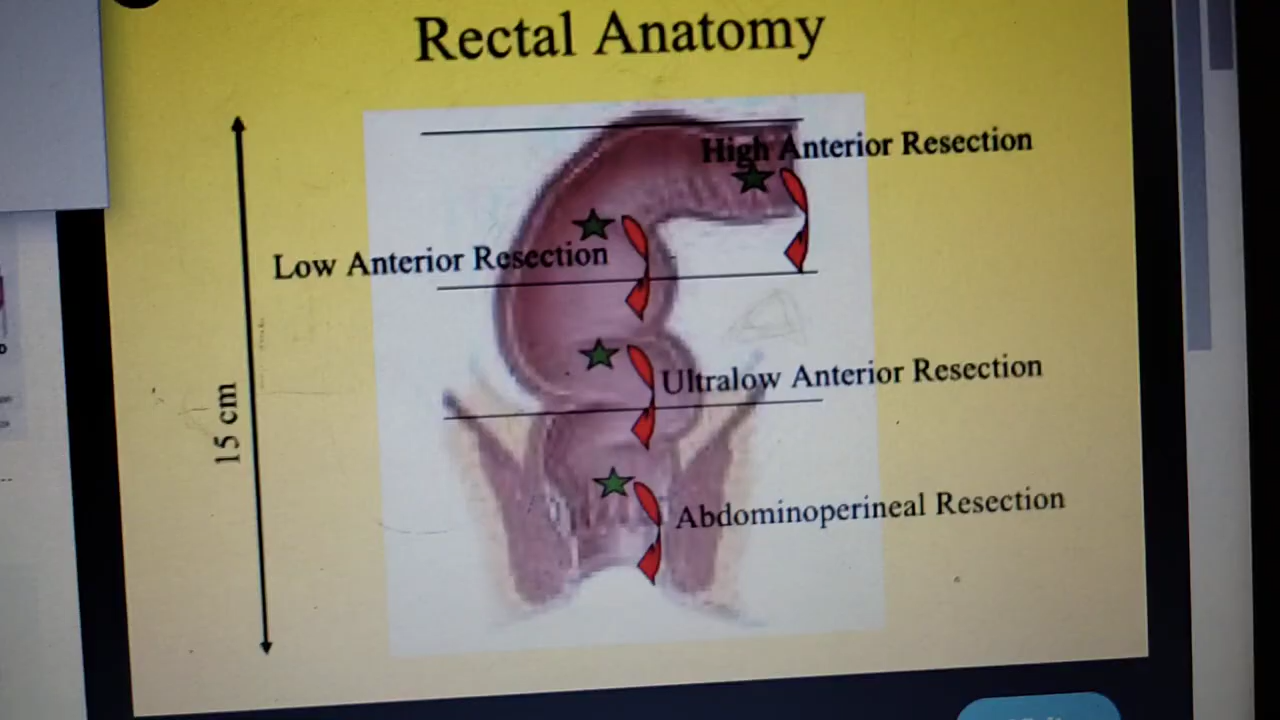 Rectal Anatomy
High Anterior Resection
Low Anterior Resection
15 cm
Ultralow Anterior Resection
Abdominoperineal Resection